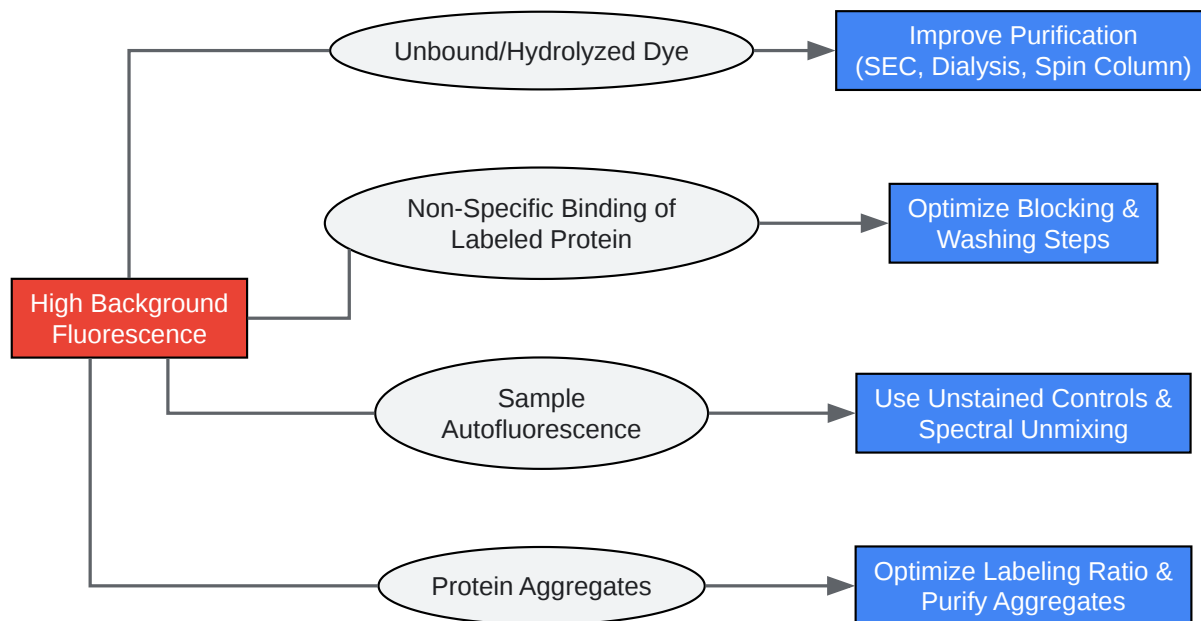 Unbound/Hydrolyzed Dye
Improve Purification
(SEC, Dialysis, Spin Column)
Non-Specific Binding of
Labeled Protein
Optimize Blocking &
Washing Steps
High Background
Fluorescence
Sample
Autofluorescence
Use Unstained Controls &
Spectral Unmixing
Protein Aggregates
Optimize Labeling Ratio &
Purify Aggregates